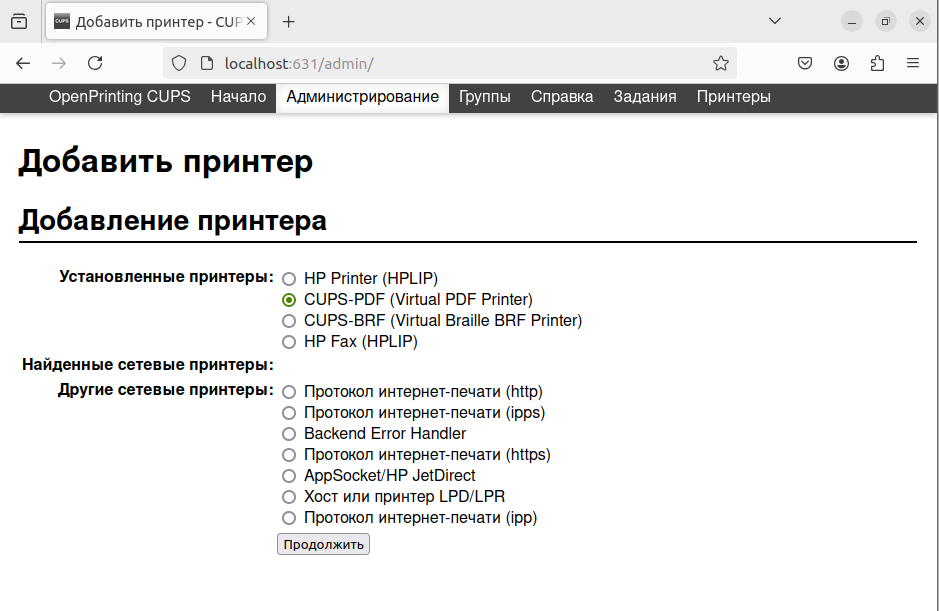 CUPS Добавить принтер - CUP
localhost:631/admin/
OpenPrinting CUPS Начало Администрирование Группы Справка Задания Принтеры
Добавить принтер
Добавление принтера
Установленные принтеры: HP Printer (HPLIP)
CUPS-PDF (Virtual PDF Printer)
CUPS-BRF (Virtual Braille BRF Printer)
HP Fax (HPLIP)
Найденные сетевые принтеры:
Другие сетевые принтеры: Протокол интернет-печати (http)
Протокол интернет-печати (ipps)
Backend Error Handler
Протокол интернет-печати (https)
AppSocket/HP JetDirect
Хост или принтер LPD/LPR
Протокол интернет-печати (ipp)
Продолжить